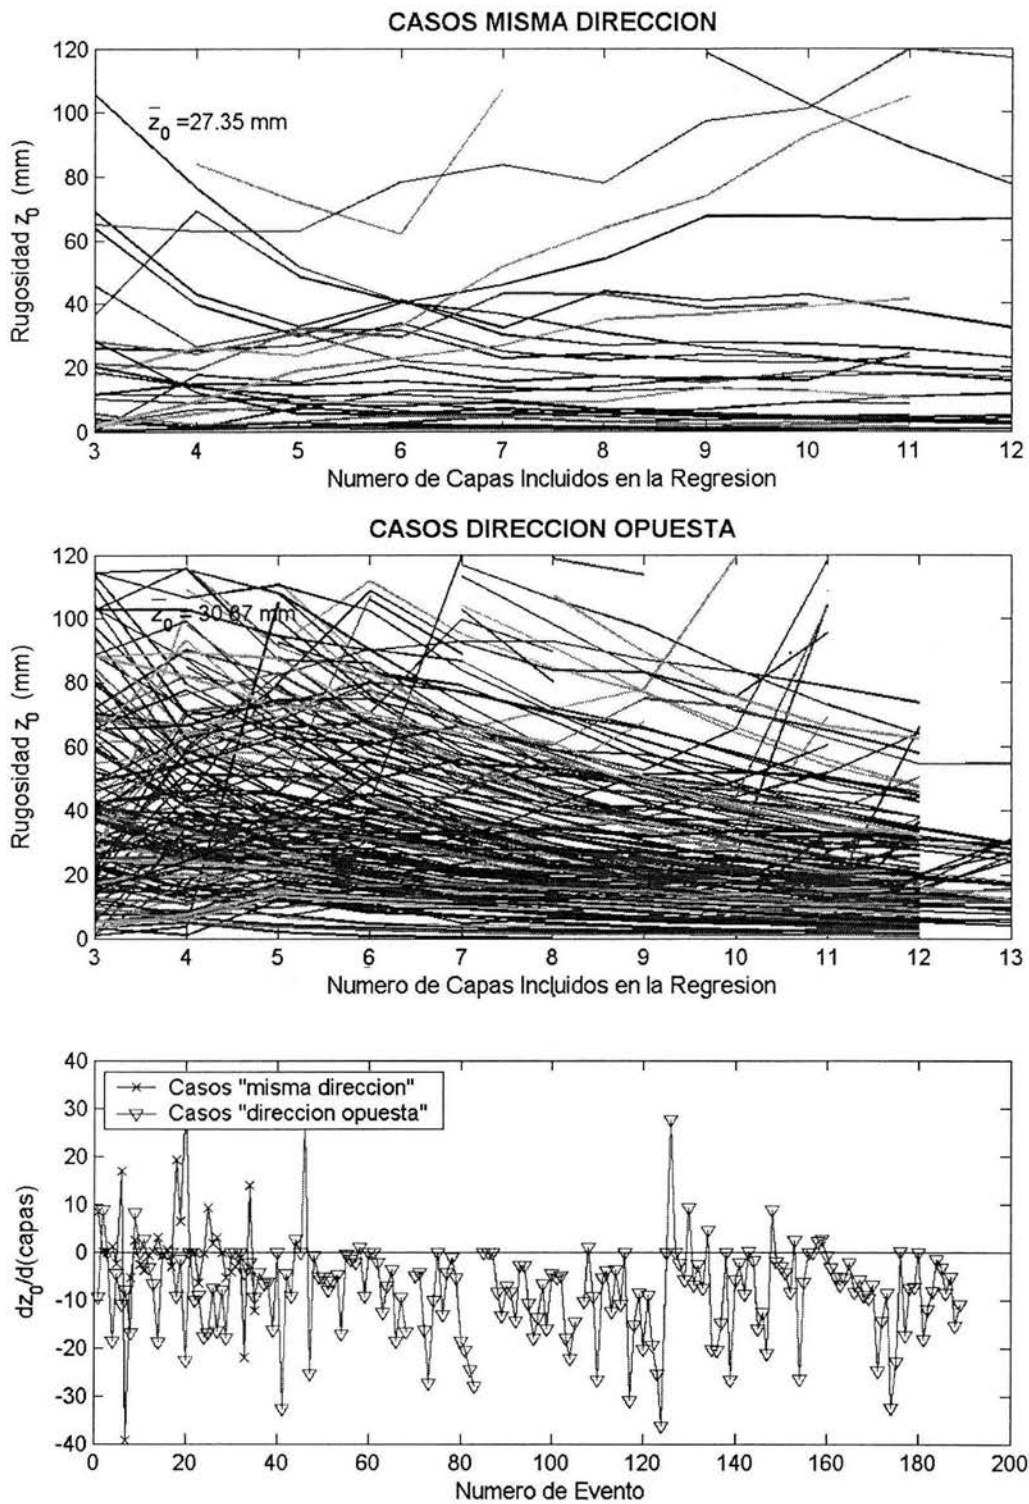 CASOS MISMA DIRECCION
120
100
80
60
40
20
0
Rugosidad z0 (mm)
z̅0 =27.35 mm
3 4 5 6 7 8 9 10 11 12
Numero de Capas Incluidos en la Regresion
CASOS DIRECCION OPUESTA
120
100
80
60
40
20
0
Rugosidad z0 (mm)
z̅0 = 30.87 mm
3 4 5 6 7 8 9 10 11 12 13
Numero de Capas Incluidos en la Regresion
40
30
20
10
0
-10
-20
-30
-40
dz0/d(capas)
Casos "misma direccion"
Casos "direccion opuesta"
0 20 40 60 80 100 120 140 160 180 200
Numero de Evento